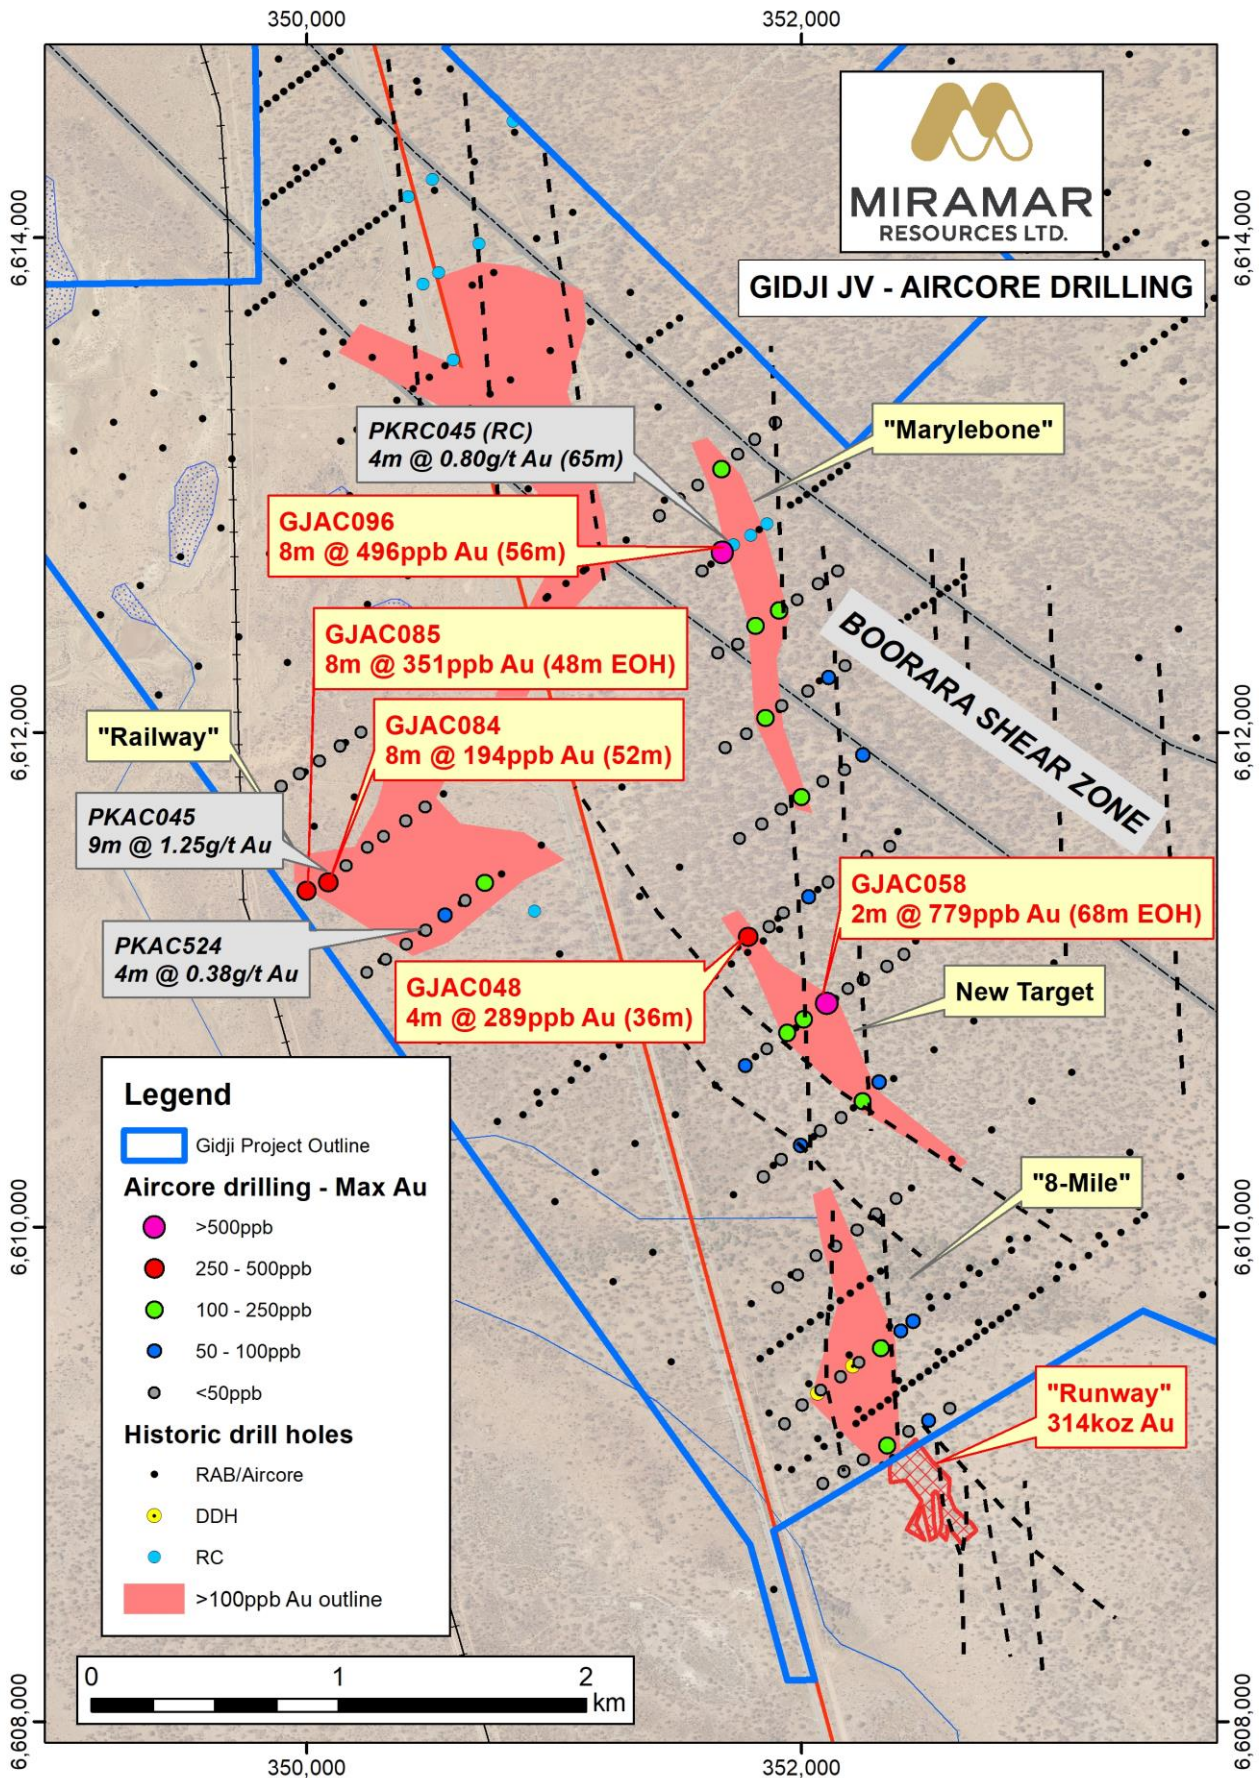 350,000
352,000
MIRAMAR
RESOURCES LTD.
GIDJI JV - AIRCORE DRILLING
6,614,000
6,614,000
"Marylebone"
PKRC045 (RC)
4m @ 0.80g/t Au (65m)
GJAC096
8m @ 496ppb Au (56m)
GJAC085
8m @ 351ppb Au (48m EOH)
BOORARA SHEAR ZONE
GJAC084
8m @ 194ppb Au (52m)
"Railway"
6,612,000
6,612,000
PKAC045
9m @ 1.25g/t Au
GJAC058
2m @ 779ppb Au (68m EOH)
PKAC524
4m @ 0.38g/t Au
GJAC048
4m @ 289ppb Au (36m)
New Target
Legend
Gidji Project Outline
Aircore drilling - Max Au
>500ppb
250 - 500ppb
100 - 250ppb
50 - 100ppb
<50ppb
Historic drill holes
RAB/Aircore
DDH
RC
>100ppb Au outline
"8-Mile"
6,610,000
6,610,000
"Runway"
314koz Au
0 1 2
km
6,608,000
6,608,000
350,000
352,000